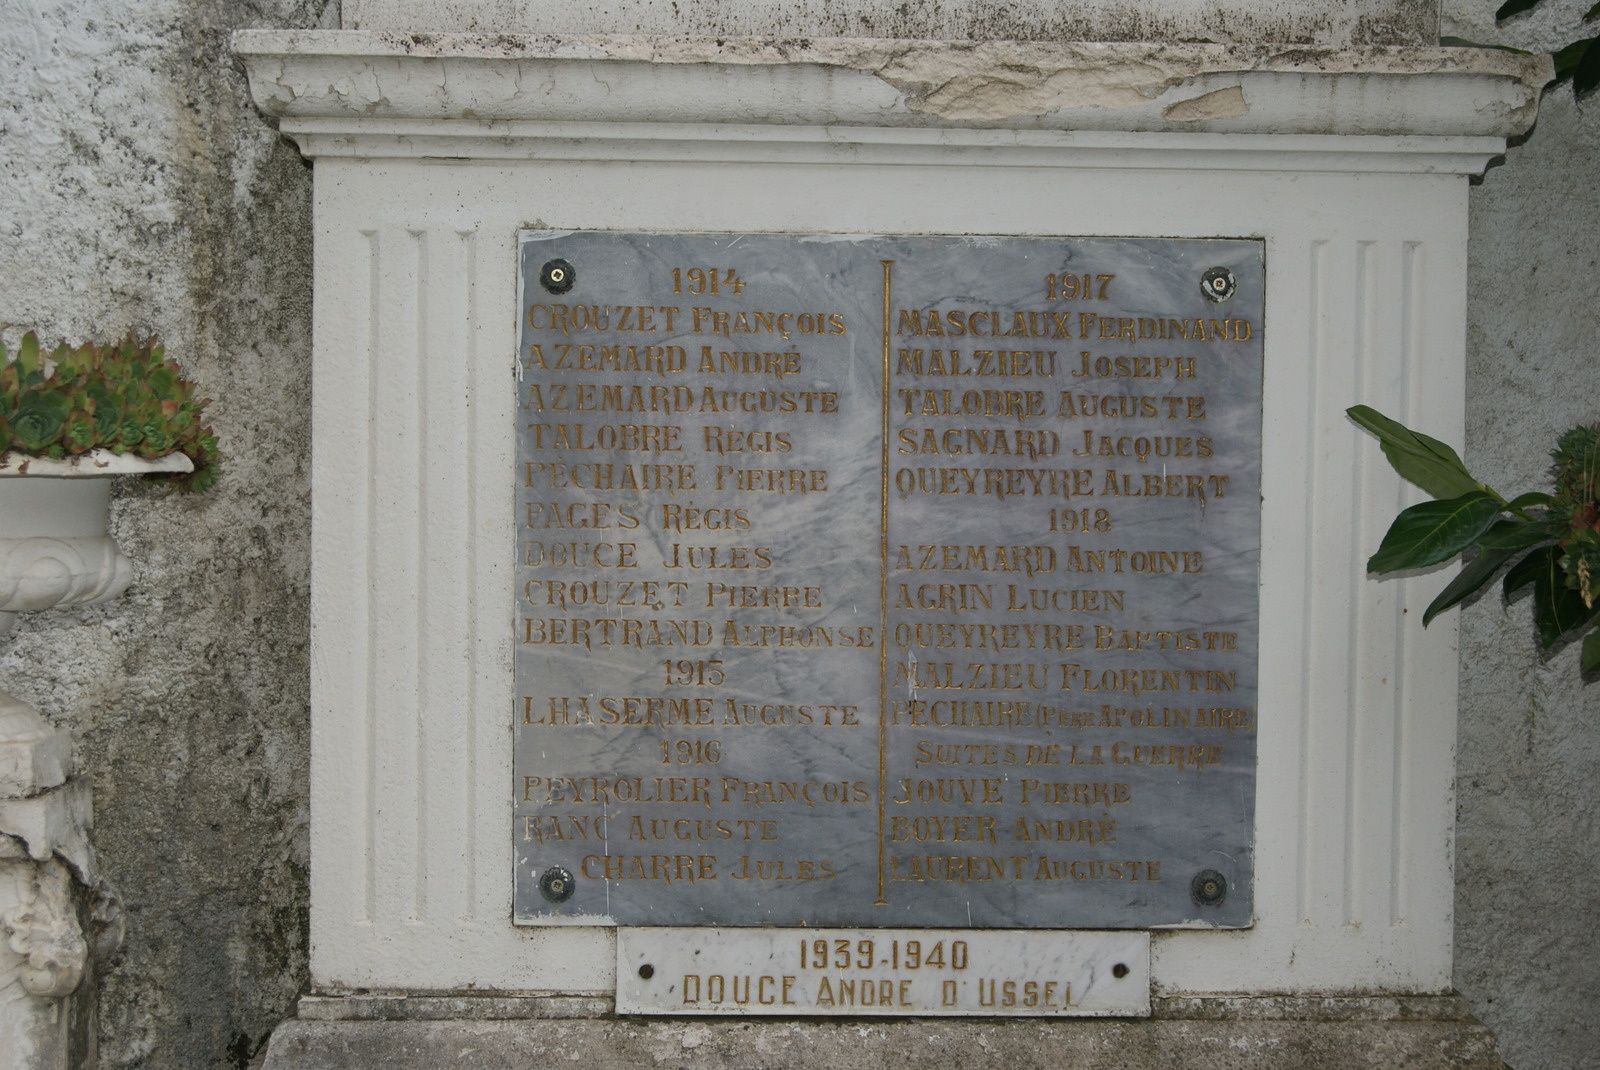 1914
CROUZET FRANÇOIS
AZEMARD ANDRÉ
AZEMARD AUGUSTE
TALOBRE RÉGIS
PÉCHAIRE PIERRE
PAGES RÉGIS
DOUCE JULES
CROUZET PIERRE
BERTRAND ALPHONSE
1915
LHASERME AUGUSTE
1916
PEYROLIER FRANÇOIS
RANC AUGUSTE
CHARRE JULES
1917
MASCLAUX FERDINAND
MALZIEU JOSEPH
TALOBRE AUGUSTE
SAGNARD JACQUES
QUEYREYRE ALBERT
1918
AZEMARD ANTOINE
AGRIN LUCIEN
QUEYREYRE BAPTISTE
MALZIEU FLORENTIN
PÉCHAIRE (PÈRE APOLINAIRE)
SUITES DE LA GUERRE
JOUVE PIERRE
BOYER ANDRÉ
LAURENT AUGUSTE
1939-1940
DOUCE ANDRE D'USSEL